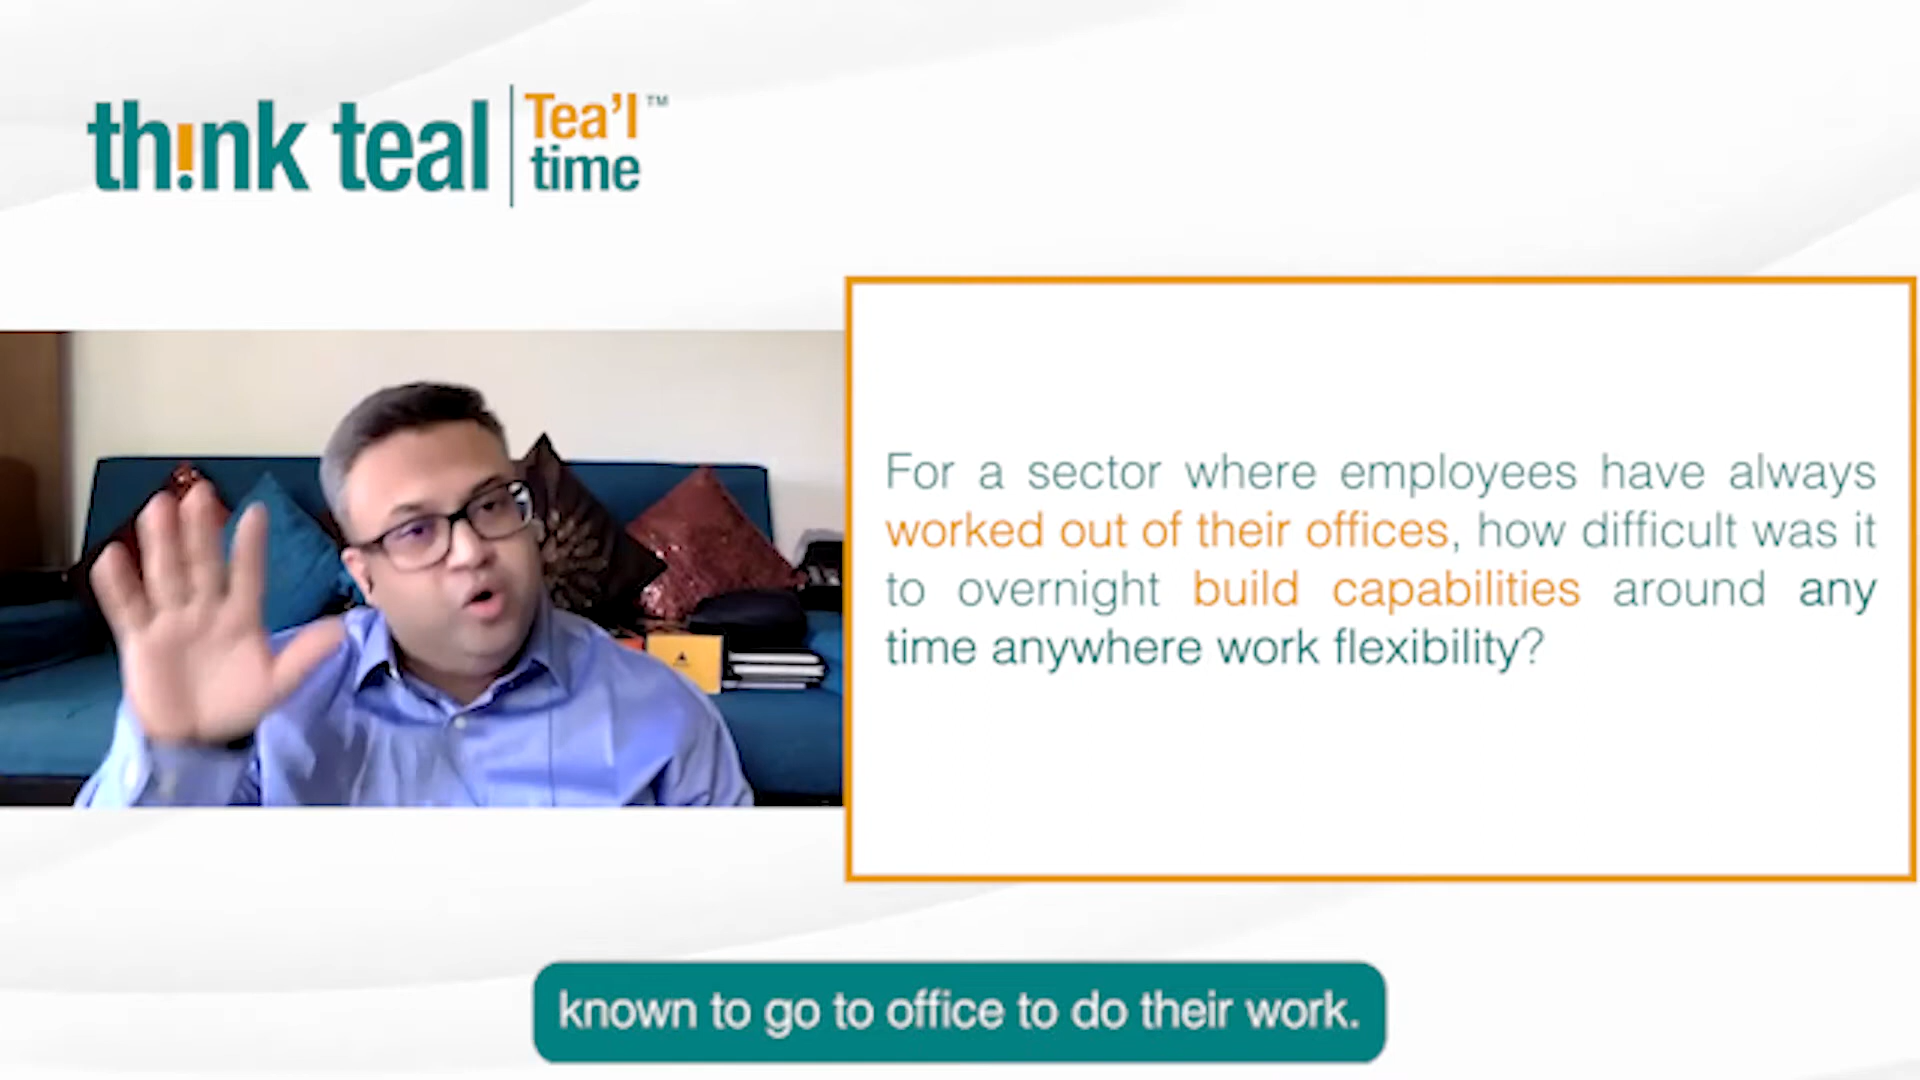 th!nk teal
Tea'l™
time
For a sector where employees have always
worked out of their offices, how difficult was it
to overnight build capabilities around any
time anywhere work flexibility?
known to go to office to do their work.